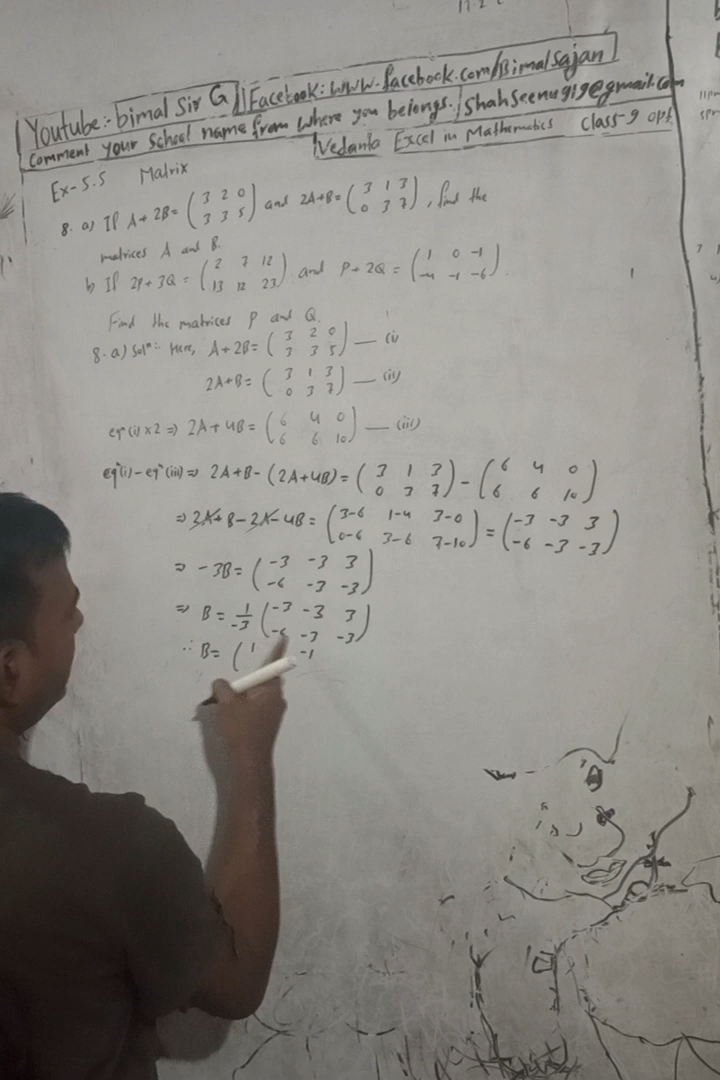 Youtube:- bimal Sir G || Facebook: www.facebook.com/Bimalsajan
Comment your School name from where you belongs. | Shahseenu919@gmail.com
Vedanta Excel in Mathematics Class-9 opt
Ex-5.5 Matrix
8. a) If A+2B= (3 2 0
3 3 5) and 2A+B= (3 1 3
0 3 7), find the
matrices A and B.
b) If 2P+3Q = (2 7 12
13 12 23) and P+2Q = (1 0 -1
-4 -1 -6).
Find the matrices P and Q.
8. a) Solⁿ:- Here, A+2B= (3 2 0
3 3 5) — (i)
2A+B= (3 1 3
0 3 7) — (ii)
eqⁿ(i)×2 ⇒ 2A+4B= (6 4 0
6 6 10) — (iii)
eqⁿ(i)-eqⁿ(iii) ⇒ 2A+B-(2A+4B)= (3 1 3
0 3 7) - (6 4 0
6 6 10)
⇒ 2A+B-2A-4B= (3-6 1-4 3-0
0-6 3-6 7-10) = (-3 -3 3
-6 -3 -3)
⇒ -3B= (-3 -3 3
-6 -3 -3)
⇒ B= 1/-3 (-3 -3 3
-6 -3 -3)
∴ B= (1 -1